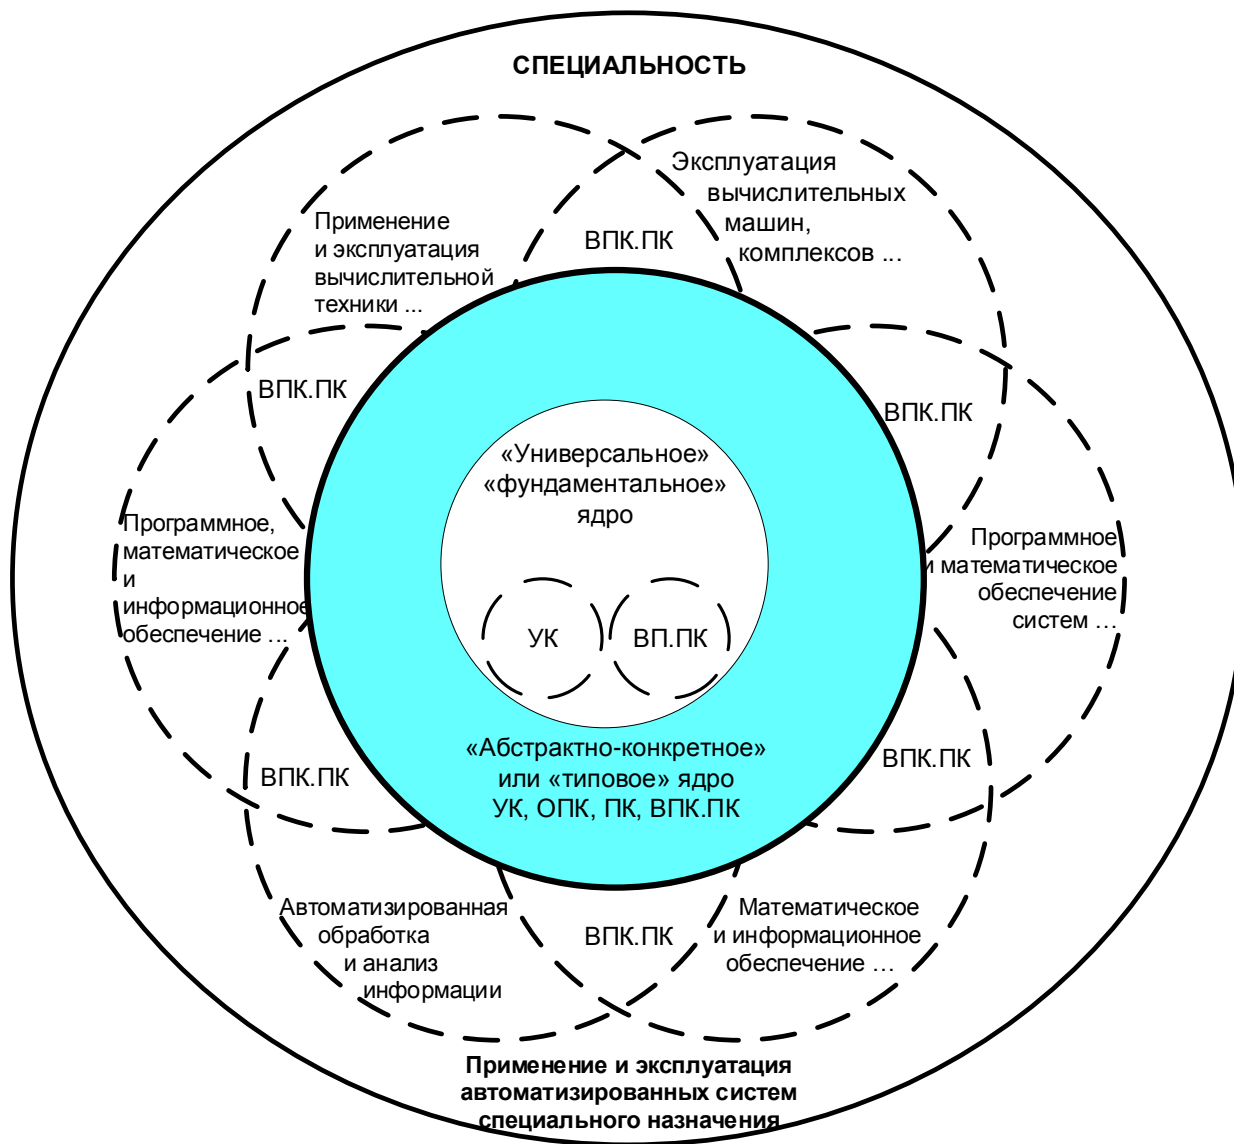 СПЕЦИАЛЬНОСТЬ
Применение
и эксплуатация
вычислительной
техники ...
ВПК.ПК
Эксплуатация
вычислительных
машин,
комплексов ...
ВПК.ПК
ВПК.ПК
«Универсальное»
«фундаментальное»
ядро
Программное,
математическое
и
информационное
обеспечение ...
Программное
и математическое
обеспечение
систем ...
УК
ВП.ПК
«Абстрактно-конкретное»
или «типовое» ядро
УК, ОПК, ПК, ВПК.ПК
ВПК.ПК
ВПК.ПК
Автоматизированная
обработка
и анализ
информации
ВПК.ПК
Математическое
и информационное
обеспечение ...
Применение и эксплуатация
автоматизированных систем
специального назначения